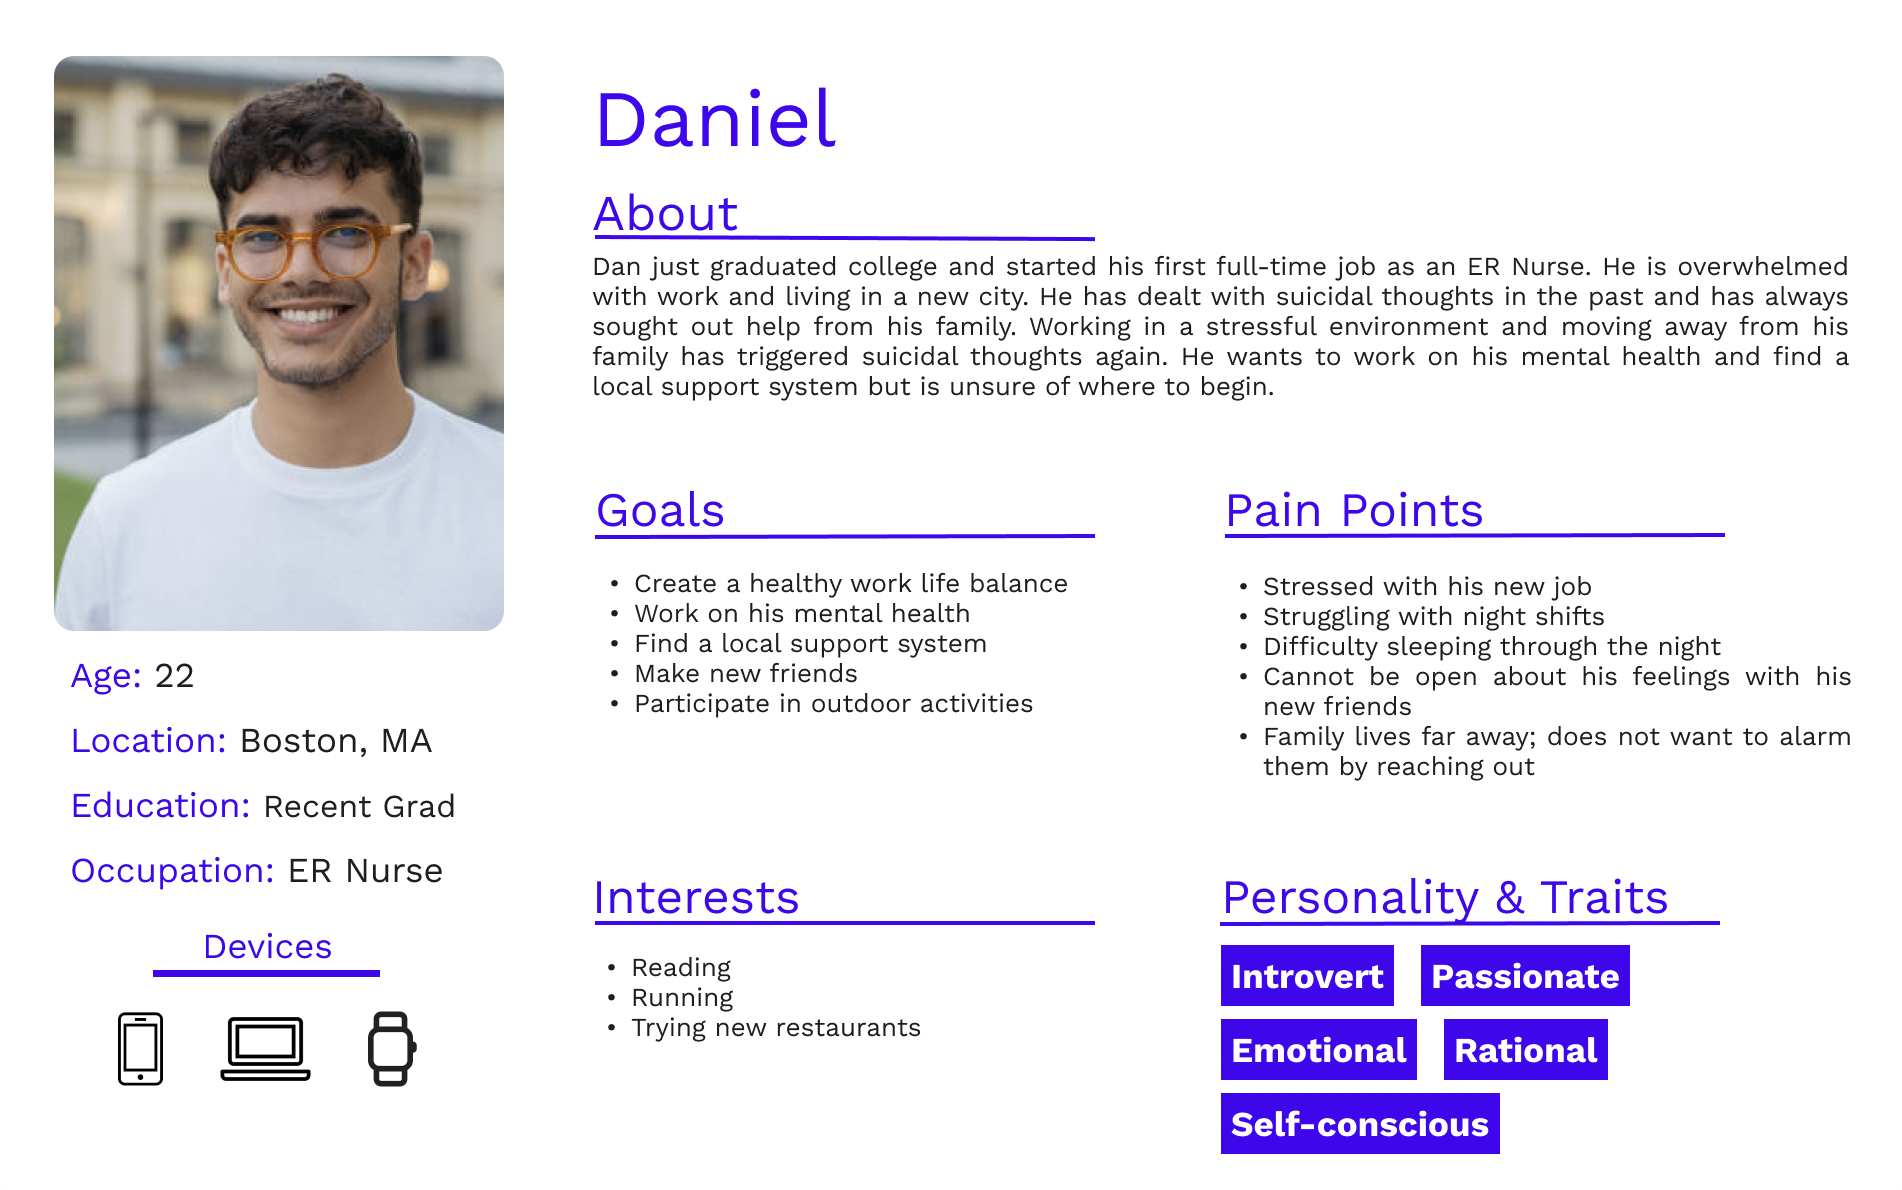 Daniel
About
Dan just graduated college and started his first full-time job as an ER Nurse. He is overwhelmed
with work and living in a new city. He has dealt with suicidal thoughts in the past and has always
sought out help from his family. Working in a stressful environment and moving away from his
family has triggered suicidal thoughts again. He wants to work on his mental health and find a
local support system but is unsure of where to begin.
Age: 22
Location: Boston, MA
Education: Recent Grad
Occupation: ER Nurse
Devices
Goals
• Create a healthy work life balance
• Work on his mental health
• Find a local support system
• Make new friends
• Participate in outdoor activities
Pain Points
• Stressed with his new job
• Struggling with night shifts
• Difficulty sleeping through the night
• Cannot be open about his feelings with his
new friends
• Family lives far away; does not want to alarm
them by reaching out
Interests
• Reading
• Running
• Trying new restaurants
Personality & Traits
Introvert Passionate
Emotional Rational
Self-conscious